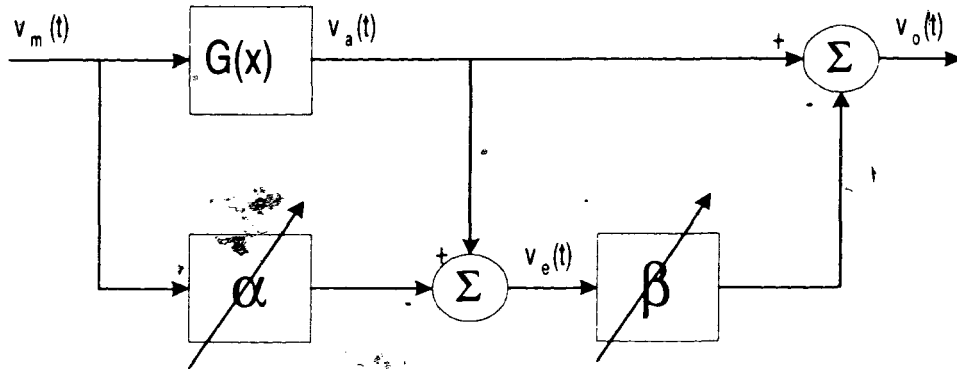 v_m(t)
v_a(t)
v_o(t)
G(x)
+
Σ
-
α
+
-
Σ
v_e(t)
β